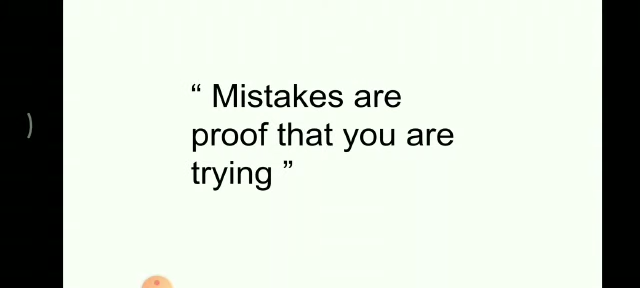 “ Mistakes are
proof that you are
trying ”